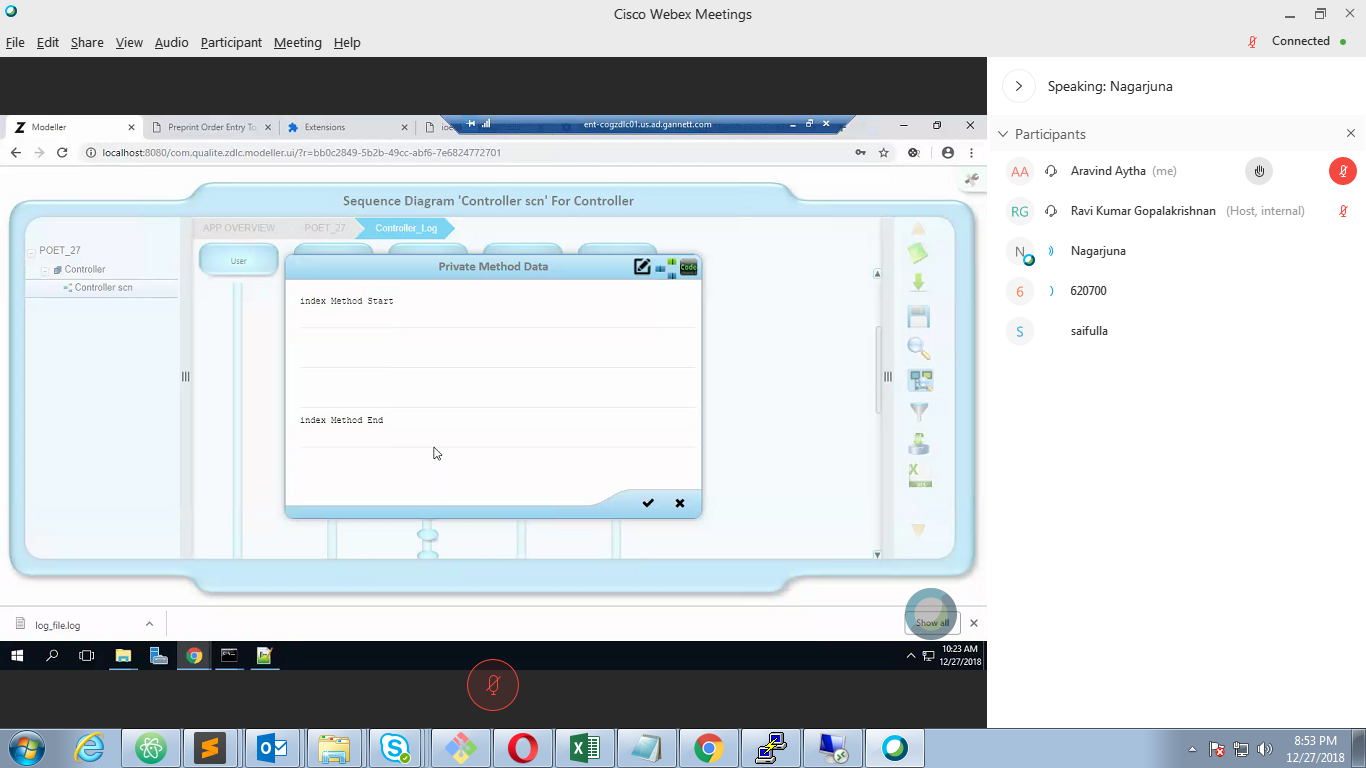 Cisco Webex Meetings
File Edit Share View Audio Participant Meeting Help
Connected
Speaking: Nagarjuna
Participants
AA Aravind Aytha (me)
RG Ravi Kumar Gopalakrishnan (Host, internal)
N Nagarjuna
6 620700
S saifulla
Modeller
Preprint Order Entry To
Extensions
ent-cogzdlc01.us.ad.gannett.com
localhost:8080/com.qualite.zdlc.modeller.ui/?r=bb0c2849-5b2b-49cc-abf6-7e6824772701
Sequence Diagram 'Controller scn' For Controller
APP OVERVIEW POET_27 Controller_Log
POET_27
Controller
Controller scn
User
Private Method Data
Code
index Method Start
index Method End
log_file.log
Show all
10:23 AM
12/27/2018
8:53 PM
12/27/2018